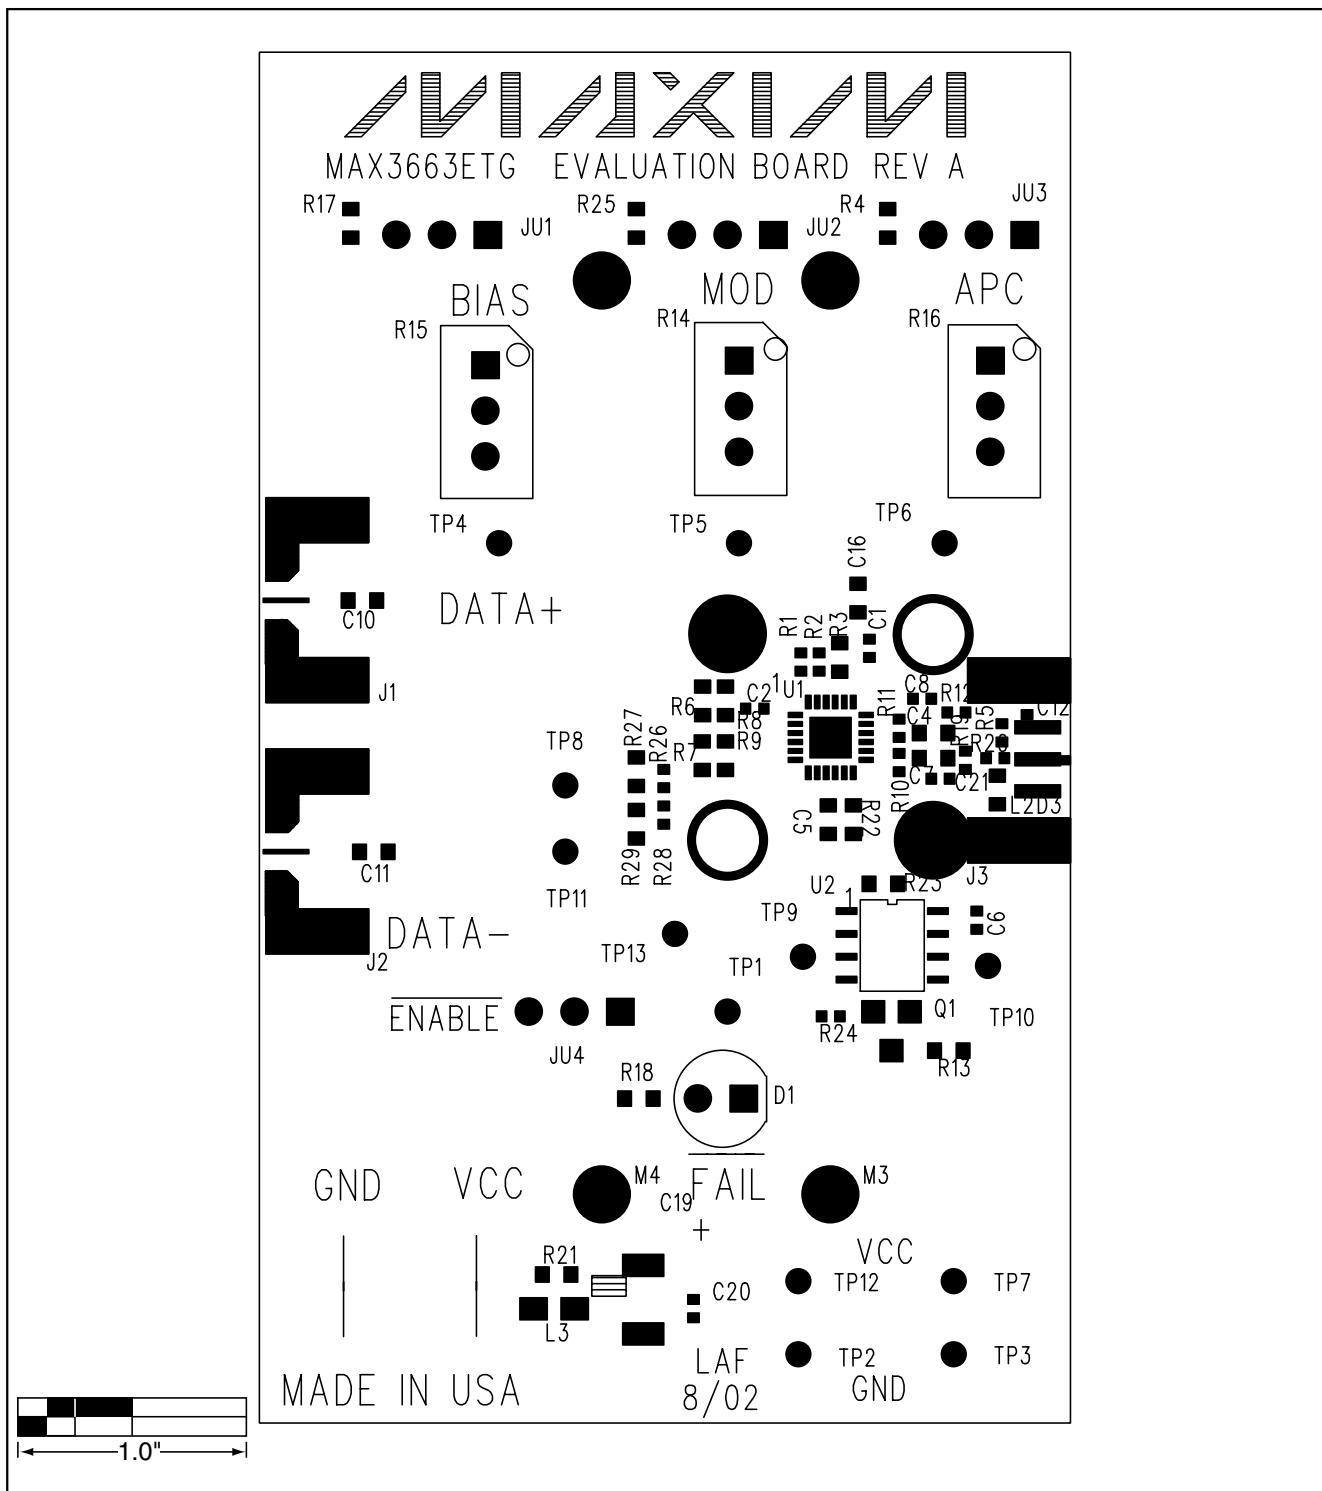 MAXIM
MAX3663ETG EVALUATION BOARD REV A
R17
JU1
R25
JU2
R4
JU3
BIAS
MOD
APC
R15
R14
R16
TP4
TP5
TP6
C16
C10
DATA+
J1
R1
R2
R3
C1
1
U1
C2
R6
R8
R7
R9
R27
R26
TP8
R11
C8
R12
C4
R19
R5
C12
R20
C7
C21
R10
L2
D3
C5
R22
R29
R28
C11
TP11
J2
DATA-
U2
1
R23
J3
TP9
TP13
TP1
C6
TP10
ENABLE
JU4
R24
Q1
R13
R18
D1
GND
VCC
M4
FAIL
M3
C19
+
VCC
R21
L3
C20
TP12
TP7
TP2
TP3
GND
LAF
8/02
MADE IN USA
1.0"